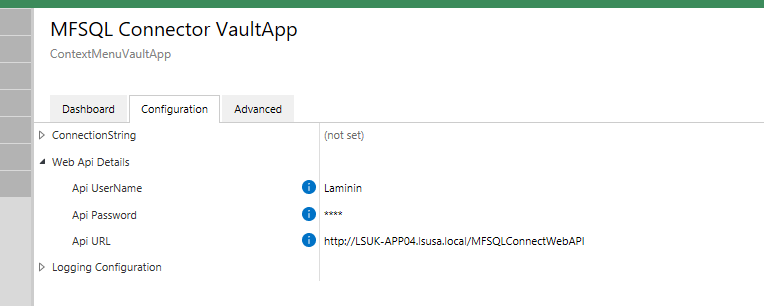 MFSQL Connector VaultApp
ContextMenuVaultApp
Dashboard Configuration Advanced
ConnectionString (not set)
Web Api Details
Api UserName Laminin
Api Password ****
Api URL http://LSUK-APP04.lsusa.local/MFSQLConnectWebAPI
Logging Configuration